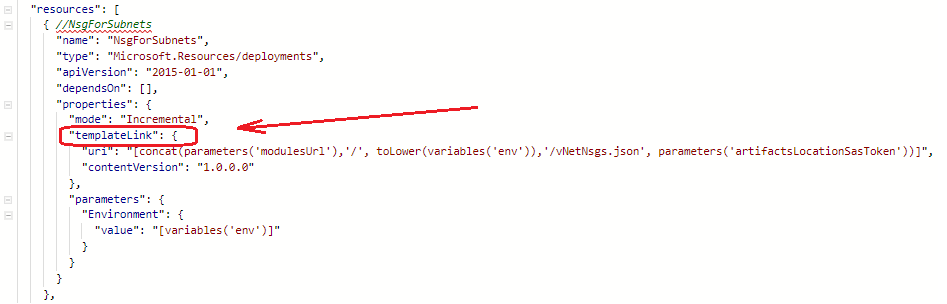 "resources": [
{ //NsgForSubnets
"name": "NsgForSubnets",
"type": "Microsoft.Resources/deployments",
"apiVersion": "2015-01-01",
"dependsOn": [],
"properties": {
"mode": "Incremental",
"templateLink": {
"uri": "[concat(parameters('modulesUrl'),'/', toLower(variables('env')),'/vNetNsgs.json', parameters('artifactsLocationSasToken'))]",
"contentVersion": "1.0.0.0"
},
"parameters": {
"Environment": {
"value": "[variables('env')]"
}
}
}
},